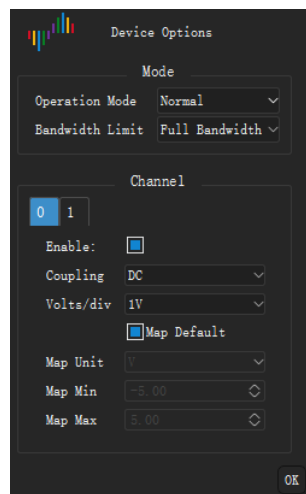 Device Options
Mode
Operation Mode Normal
Bandwidth Limit Full Bandwidth
Channel
0 1
Enable:
Coupling DC
Volts/div 1V
Map Default
Map Unit V
Map Min -5.00
Map Max 5.00
OK